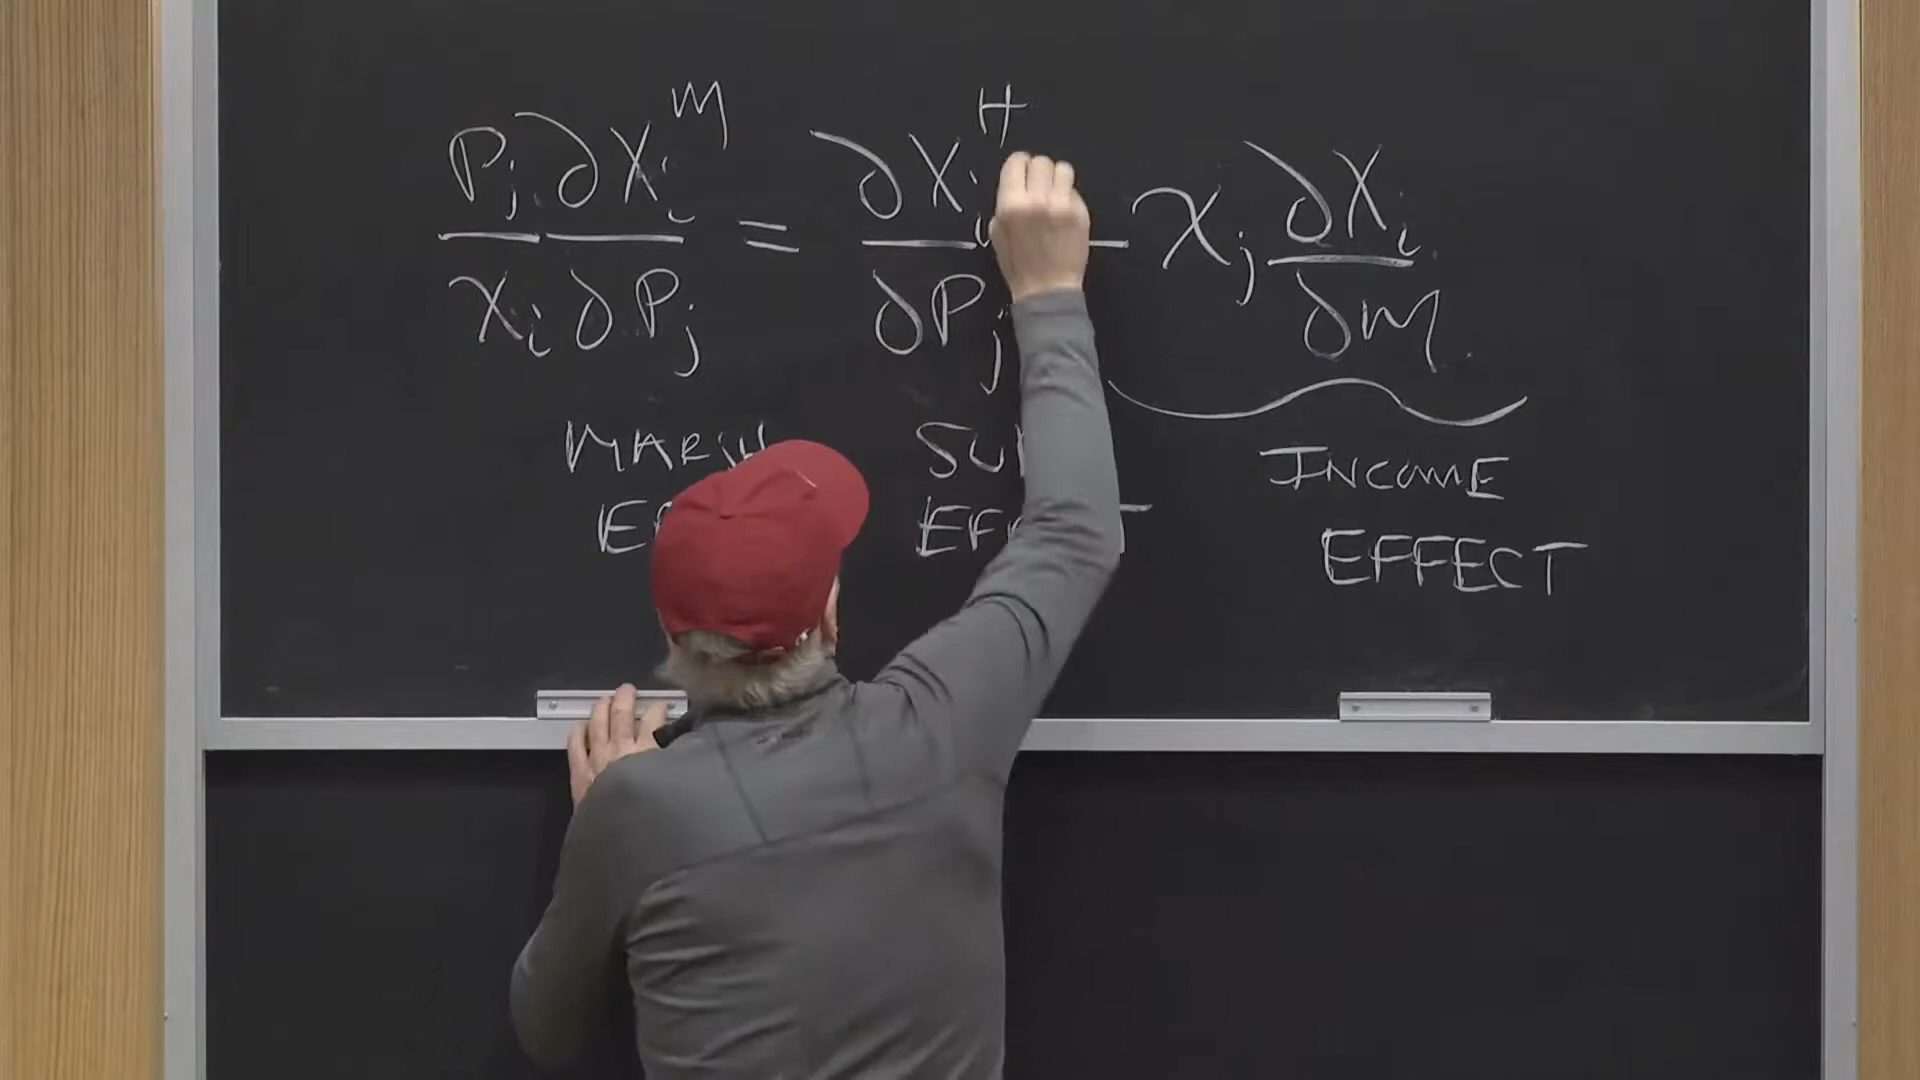 Pj ∂Xi^M / Xi ∂Pj = ∂Xi^H / ∂Pj − Xj ∂Xi / ∂M
INCOME
EFFECT